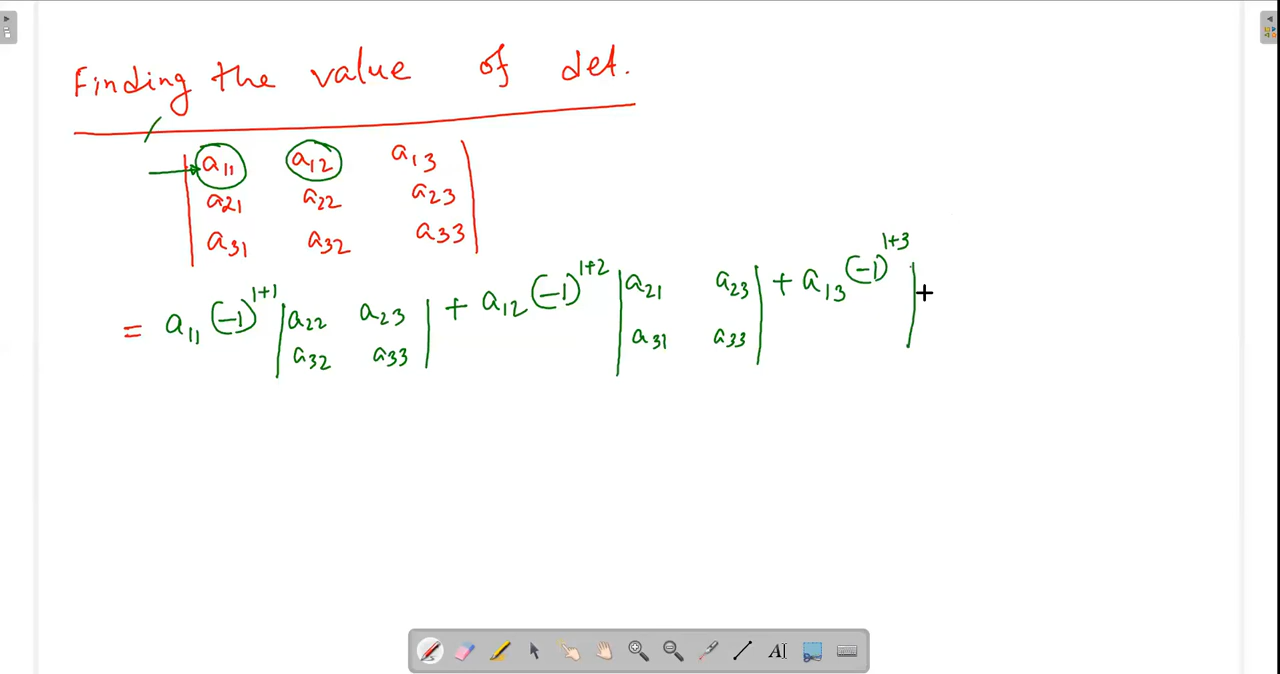 Finding the value of det.
| a11 a12 a13 |
| a21 a22 a23 |
| a31 a32 a33 |
= a11 (-1)^1+1 | a22 a23 | + a12 (-1)^1+2 | a21 a23 | + a13 (-1)^1+3 |
| a32 a33 | | a31 a33 |
AI